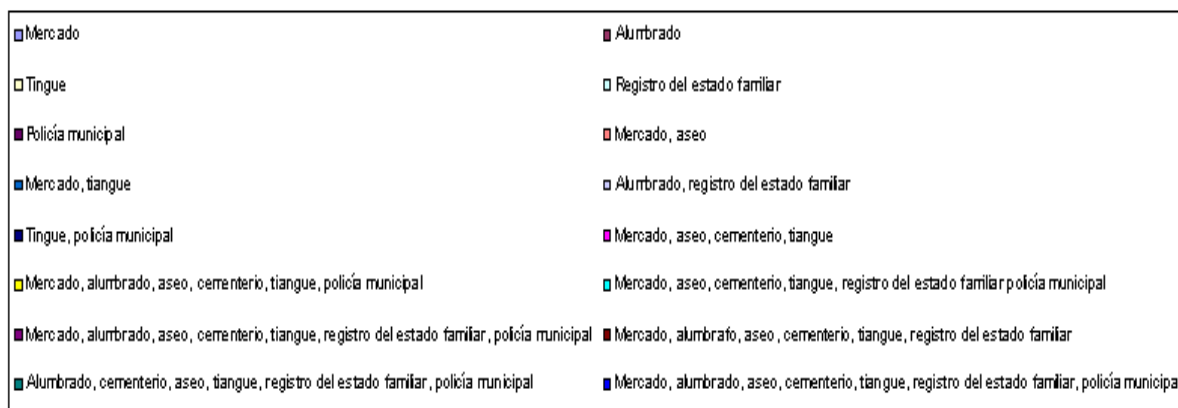 Mercado
Alumbrado
Tingue
Registro del estado familiar
Policía municipal
Mercado, aseo
Mercado, tiangue
Alumbrado, registro del estado familiar
Tingue, policía municipal
Mercado, aseo, cementerio, tiangue
Mercado, alumbrado, aseo, cementerio, tiangue, policía municipal
Mercado, aseo, cementerio, tiangue, registro del estado familiar policía municipal
Mercado, alumbrado, aseo, cementerio, tiangue, registro del estado familiar, policía municipal
Mercado, alumbrafo, aseo, cementerio, tiangue, registro del estado familiar
Alumbrado, cementerio, aseo, tiangue, registro del estado familiar, policía municipal
Mercado, alumbrado, aseo, cementerio, tiangue, registro del estado familiar, policía municipa